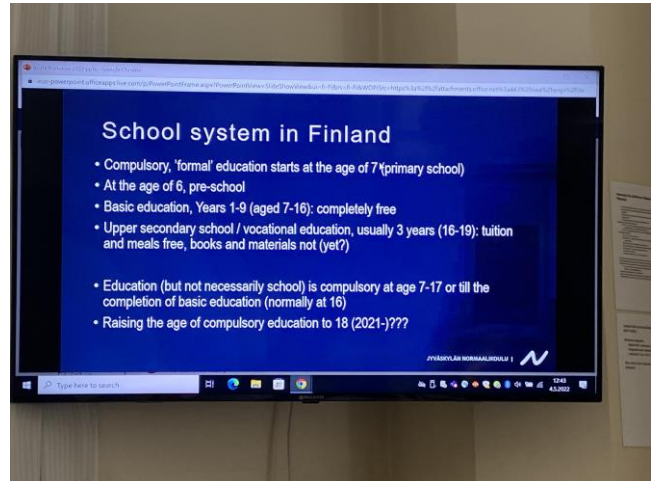 School system in Finland
• Compulsory, 'formal' education starts at the age of 7 (primary school)
• At the age of 6, pre-school
• Basic education, Years 1-9 (aged 7-16): completely free
• Upper secondary school / vocational education, usually 3 years (16-19): tuition
and meals free, books and materials not (yet?)
• Education (but not necessarily school) is compulsory at age 7-17 or till the
completion of basic education (normally at 16)
• Raising the age of compulsory education to 18 (2021-)???
JYVÄSKYLÄN NORMAALIKOULU |
Type here to search
12:43
4.5.2022